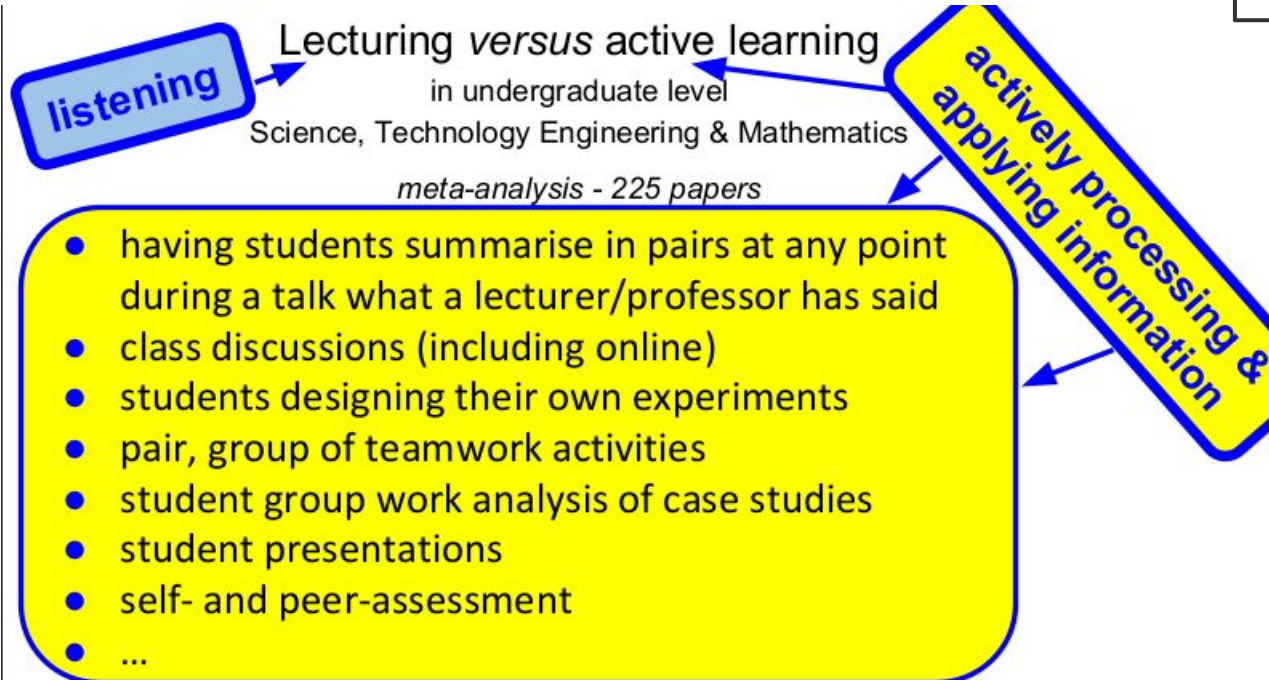 Lecturing versus active learning
listening
in undergraduate level
Science, Technology Engineering & Mathematics
meta-analysis - 225 papers
actively processing &
applying information
● having students summarise in pairs at any point
during a talk what a lecturer/professor has said
● class discussions (including online)
● students designing their own experiments
● pair, group of teamwork activities
● student group work analysis of case studies
● student presentations
● self- and peer-assessment
● ...